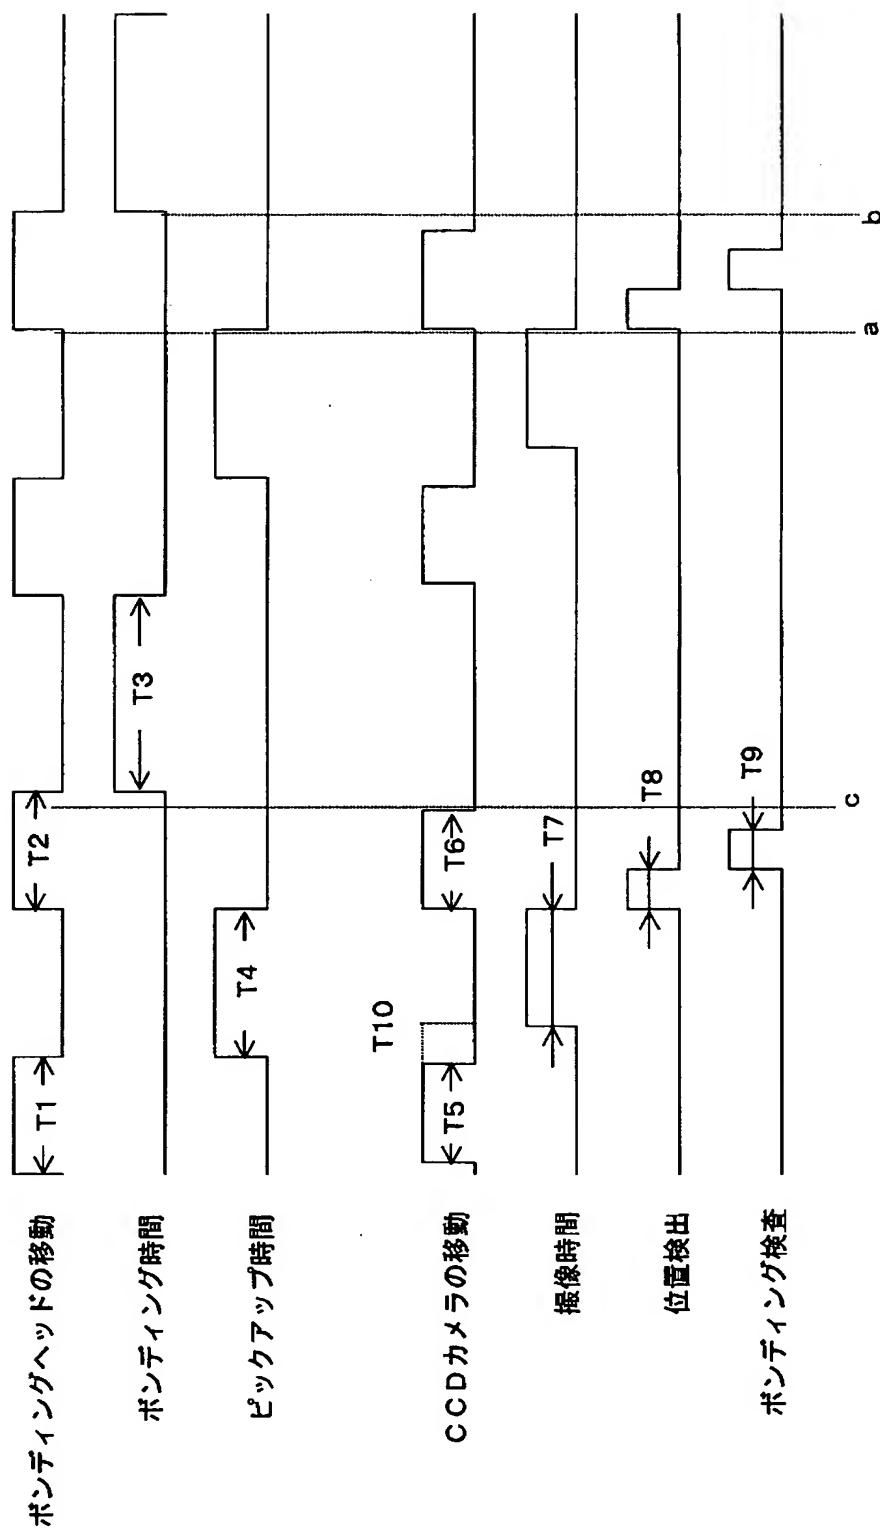 ボンディングヘッドの移動
T1
T2
ボンディング時間
T3
ピックアップ時間
T4
CCDカメラの移動
T5
T10
T6
撮像時間
T7
位置検出
T8
ボンディング検査
T9
c
a
b